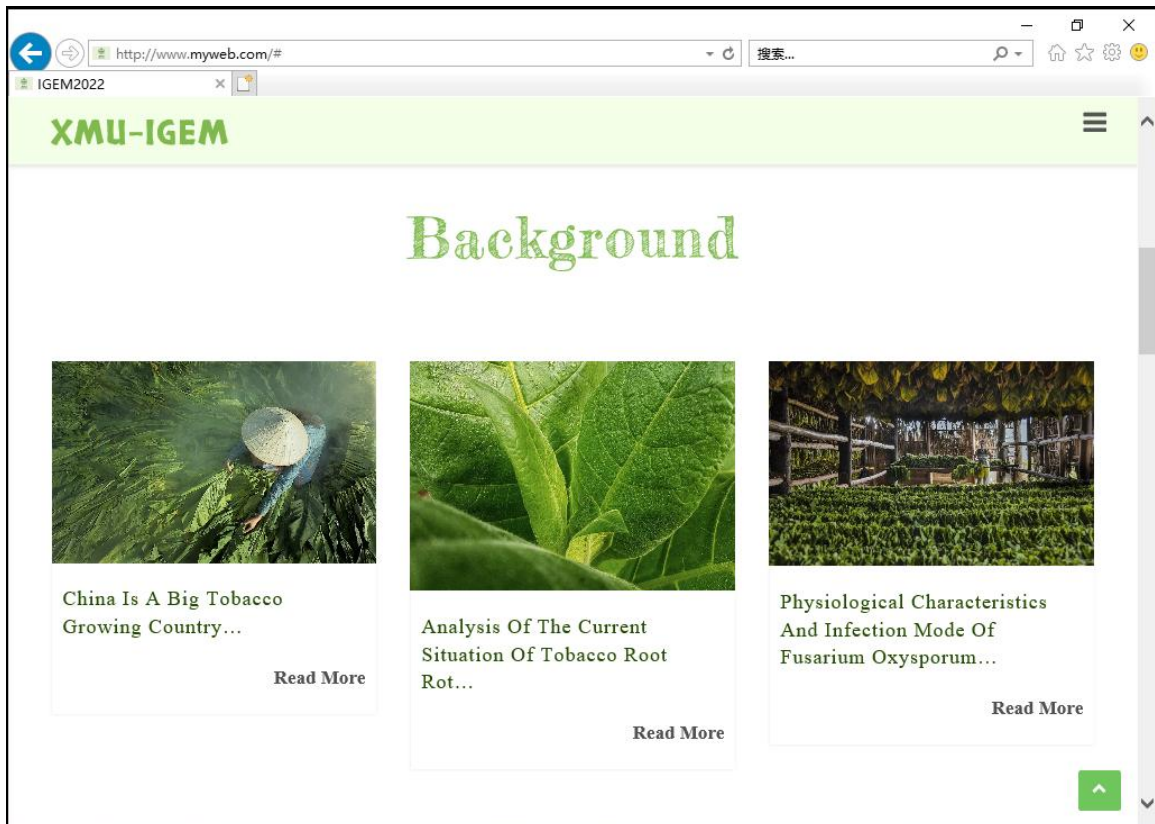 http://www.myweb.com/#
搜索...
IGEM2022
XMU-IGEM
Background
China Is A Big Tobacco
Growing Country...
Read More
Analysis Of The Current
Situation Of Tobacco Root
Rot...
Read More
Physiological Characteristics
And Infection Mode Of
Fusarium Oxysporum...
Read More